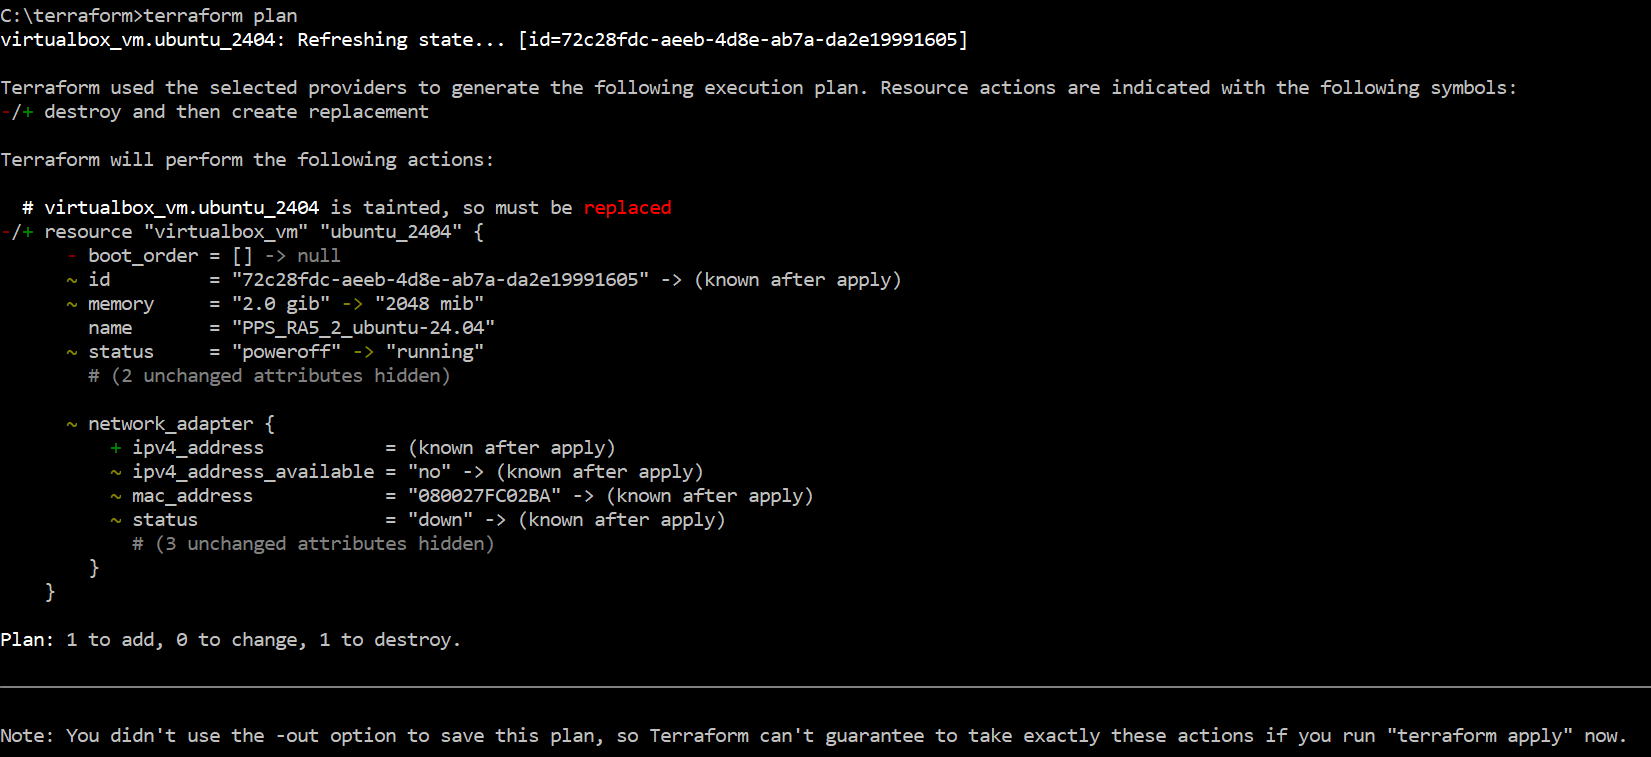 C:\terraform>terraform plan
virtualbox_vm.ubuntu_2404: Refreshing state... [id=72c28fdc-aeeb-4d8e-ab7a-da2e19991605]
Terraform used the selected providers to generate the following execution plan. Resource actions are indicated with the following symbols:
-/+ destroy and then create replacement
Terraform will perform the following actions:
  # virtualbox_vm.ubuntu_2404 is tainted, so must be replaced
-/+ resource "virtualbox_vm" "ubuntu_2404" {
      - boot_order = [] -> null
      ~ id         = "72c28fdc-aeeb-4d8e-ab7a-da2e19991605" -> (known after apply)
      ~ memory     = "2.0 gib" -> "2048 mib"
        name       = "PPS_RA5_2_ubuntu-24.04"
      ~ status     = "poweroff" -> "running"
        # (2 unchanged attributes hidden)
      ~ network_adapter {
          + ipv4_address           = (known after apply)
          ~ ipv4_address_available = "no" -> (known after apply)
          ~ mac_address            = "080027FC02BA" -> (known after apply)
          ~ status                 = "down" -> (known after apply)
            # (3 unchanged attributes hidden)
        }
    }
Plan: 1 to add, 0 to change, 1 to destroy.
Note: You didn't use the -out option to save this plan, so Terraform can't guarantee to take exactly these actions if you run "terraform apply" now.